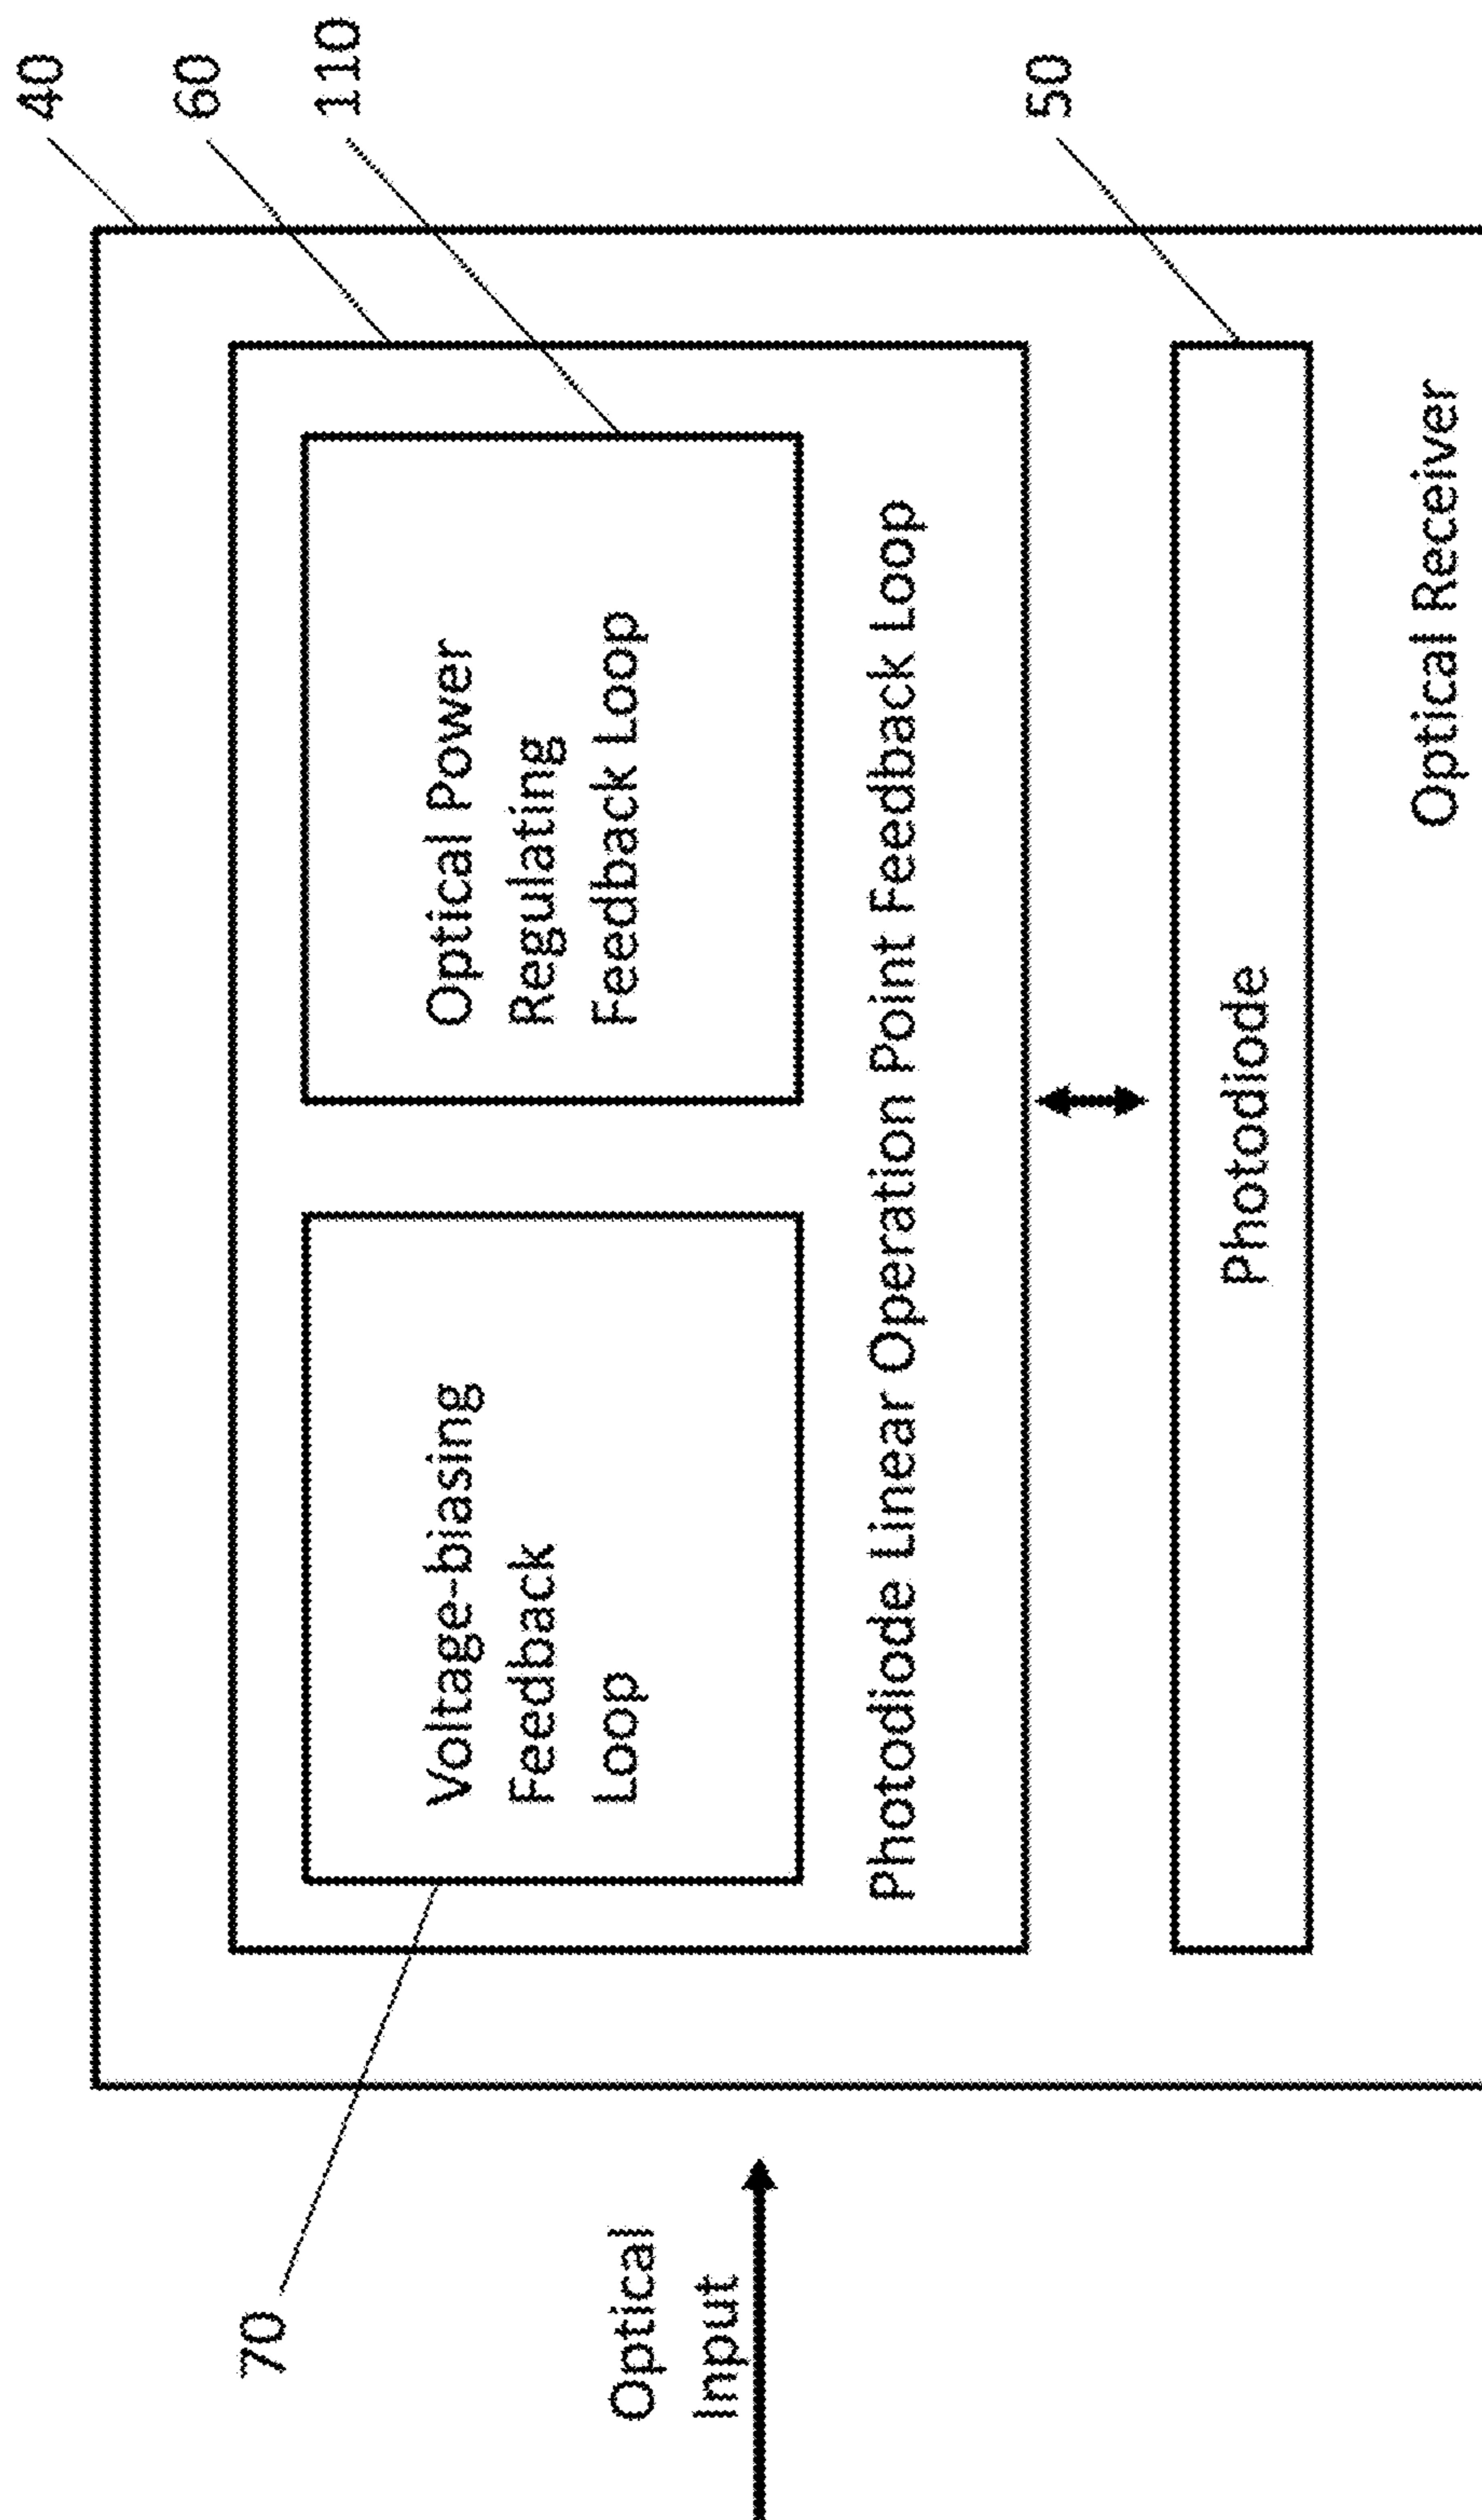 40
60
110
70
Voltage-biasing
Feedback
Loop
Optical Power
Regulating
Feedback Loop
Optical
Input
Photodiode Linear Operation Point Feedback Loop
50
Photodiode
Optical Receiver